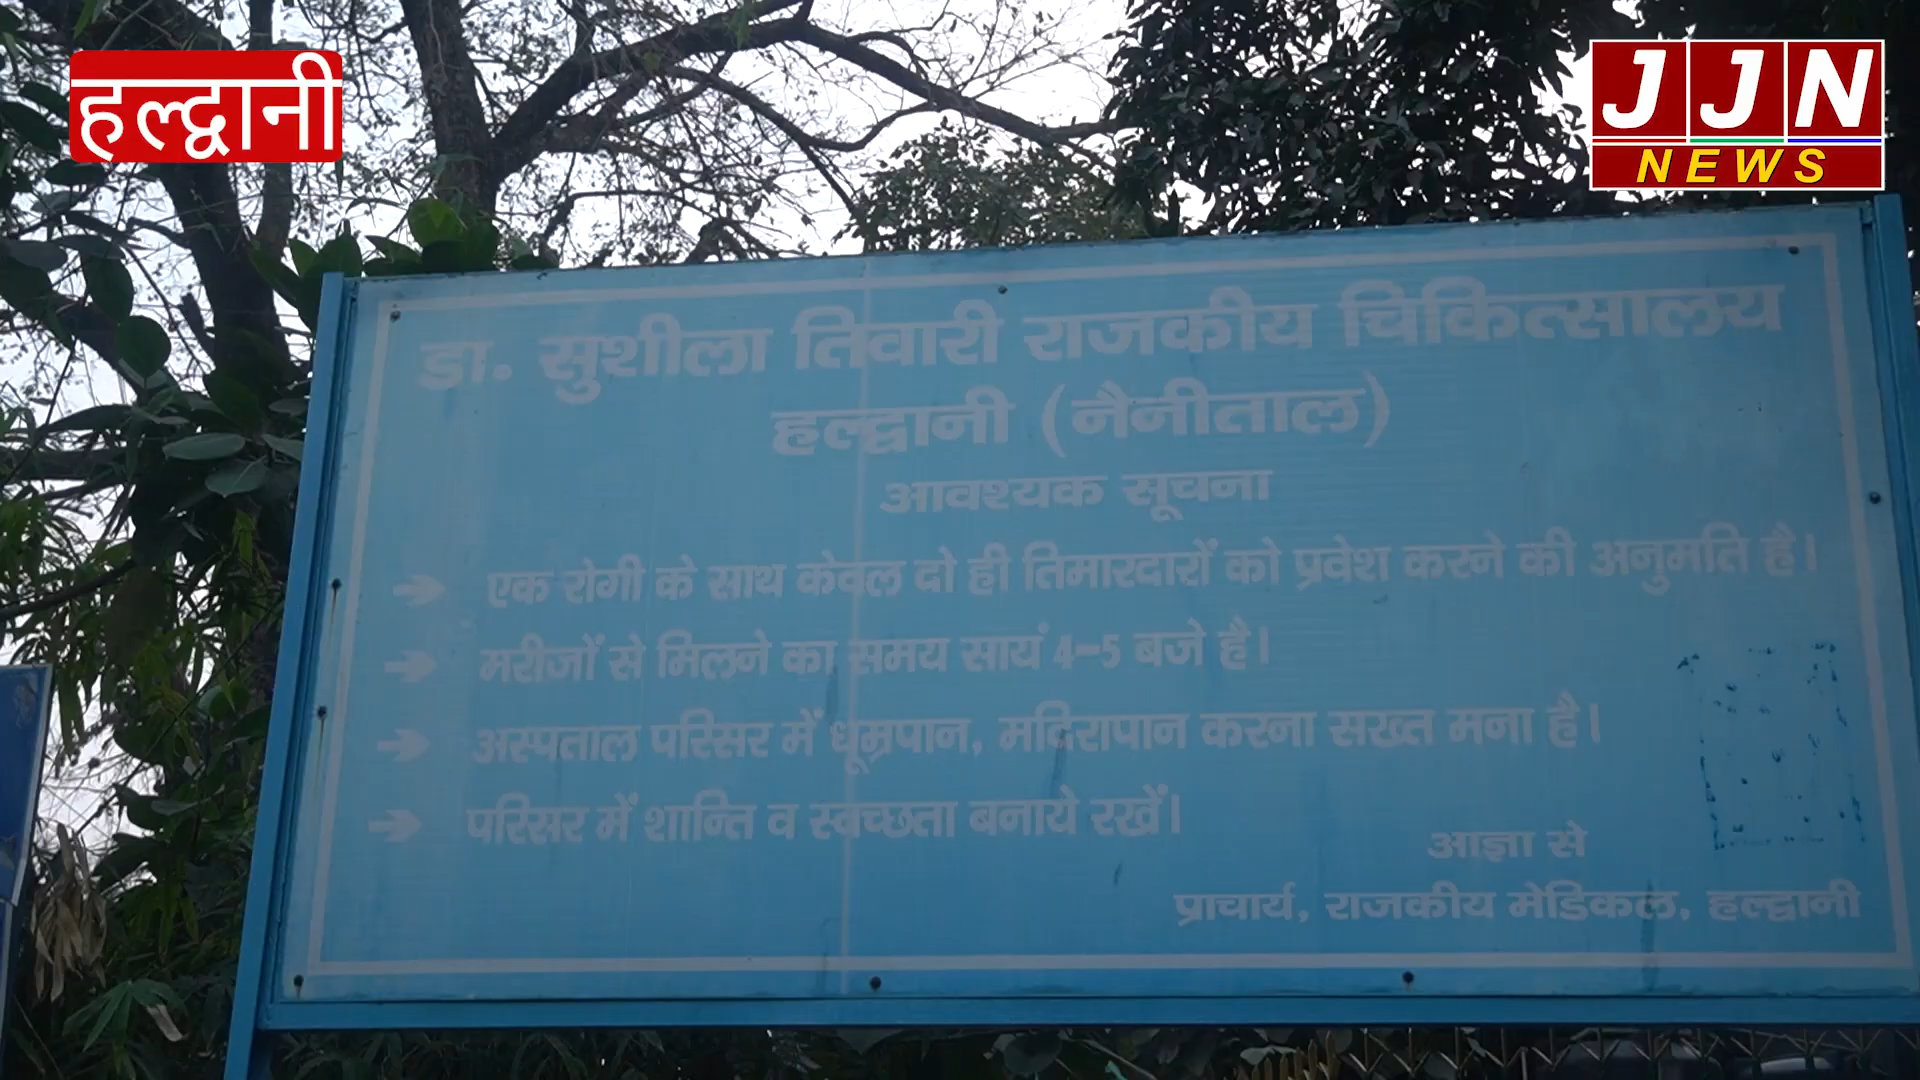 हल्द्वानी
JJN
NEWS
डा. सुशीला तिवारी राजकीय चिकित्सालय
हल्द्वानी (नैनीताल)
आवश्यक सूचना
➔ एक रोगी के साथ केवल दो ही तिमारदारों को प्रवेश करने की अनुमति है।
➔ मरीजों से मिलने का समय सायं 4-5 बजे है।
➔ अस्पताल परिसर में धूम्रपान, मदिरापान करना सख्त मना है।
➔ परिसर में शान्ति व स्वच्छता बनाये रखें।
आज्ञा से
प्राचार्य, राजकीय मेडिकल, हल्द्वानी